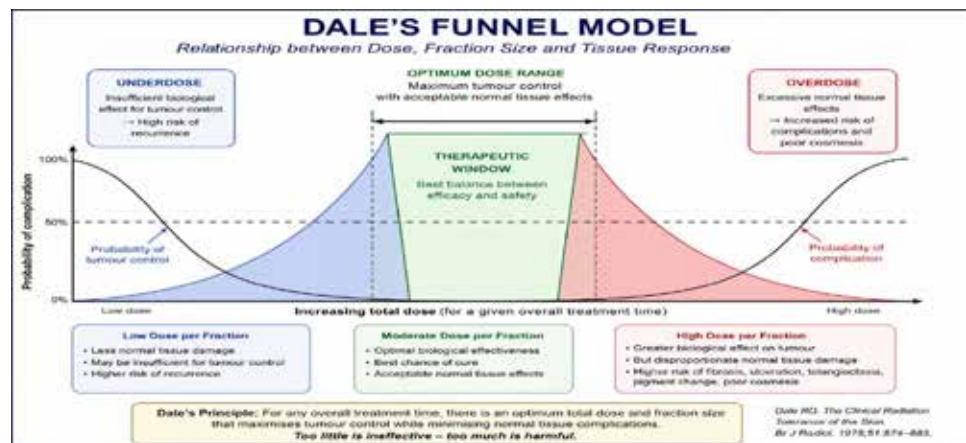 DALE'S FUNNEL MODEL
Relationship between Dose, Fraction Size and Tissue Response
UNDERDOSE
Insufficient biological
effect for tumour control
→ High risk of
recurrence
OPTIMUM DOSE RANGE
Maximum tumour control
with acceptable normal tissue effects
OVERDOSE
Excessive normal tissue
effects
→ Increased risk of
complications and
poor cosmesis
THERAPEUTIC
WINDOW
Best balance between
efficacy and safety
Probability of complication
100%
50%
0%
Probability of
tumour control
Probability of
complication
Low dose
Increasing total dose (for a given overall treatment time)
High dose
Low Dose per Fraction
• Less normal tissue damage
• May be insufficient for tumour control
• Higher risk of recurrence
Moderate Dose per Fraction
• Optimal biological effectiveness
• Best chance of cure
• Acceptable normal tissue effects
High Dose per Fraction
• Greater biological effect on tumour
• But disproportionate normal tissue damage
• Higher risk of fibrosis, ulceration, telangiectasis,
pigment change, poor cosmesis
Dale's Principle: For any overall treatment time, there is an optimum total dose and fraction size
that maximises tumour control while minimising normal tissue complications.
Too little is ineffective – too much is harmful.
Dale RG. The Clinical Radiation
Tolerance of the Skin.
Br J Radiol. 1978;51:874–883.